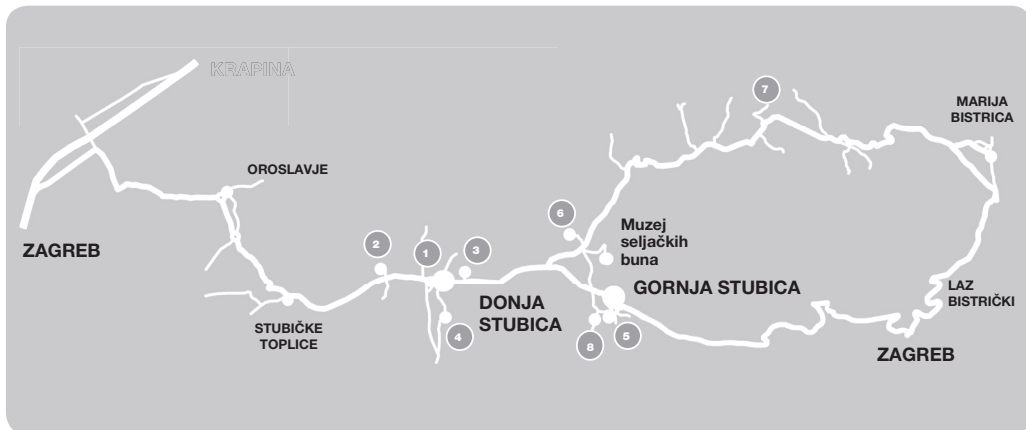 KRAPINA
7
MARIJA
BISTRICA
OROSLAVJE
6
Muzej
seljačkih
buna
ZAGREB
2
1
3
GORNJA STUBICA
DONJA
STUBICA
LAZ
BISTRIČKI
STUBIČKE
TOPLICE
4
8
5
ZAGREB